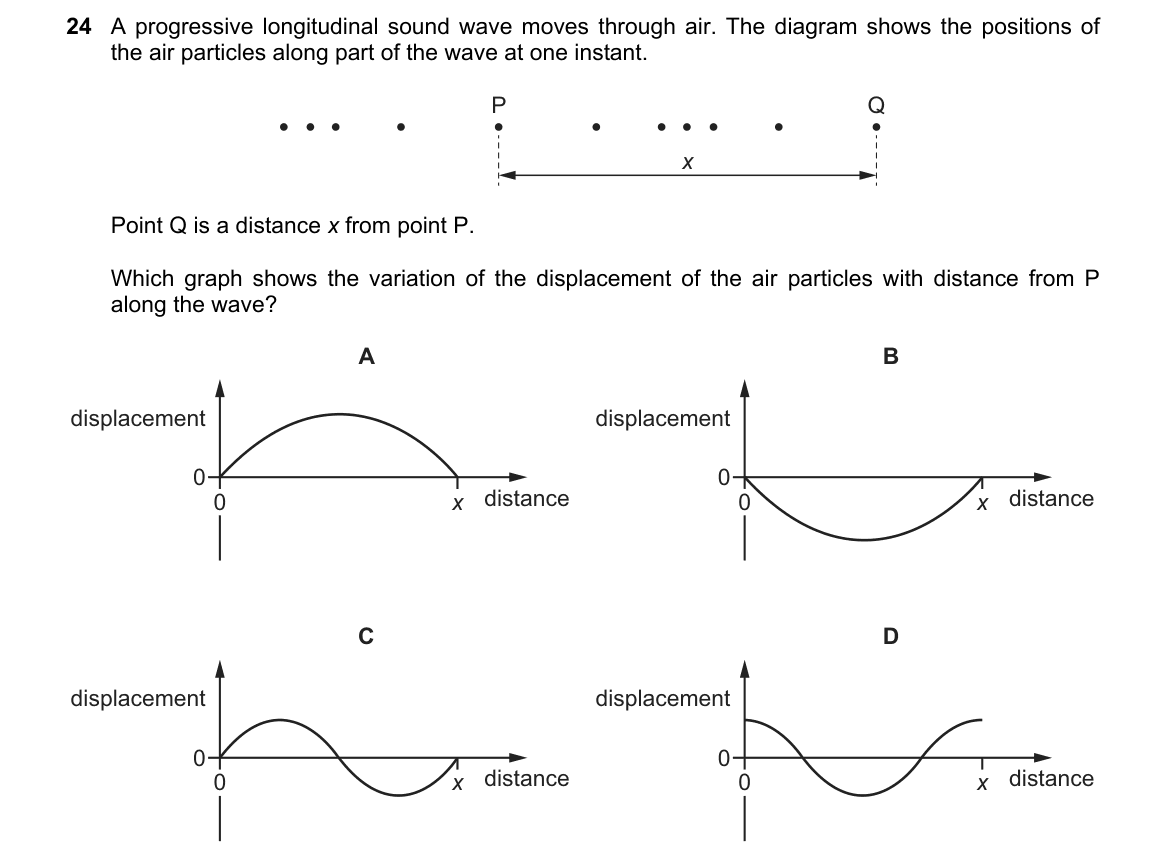 24 A progressive longitudinal sound wave moves through air. The diagram shows the positions of
the air particles along part of the wave at one instant.
P
Q
x
Point Q is a distance x from point P.
Which graph shows the variation of the displacement of the air particles with distance from P
along the wave?
A
displacement
0
0
x
distance
B
displacement
0
0
x
distance
C
displacement
0
0
x
distance
D
displacement
0
0
x
distance